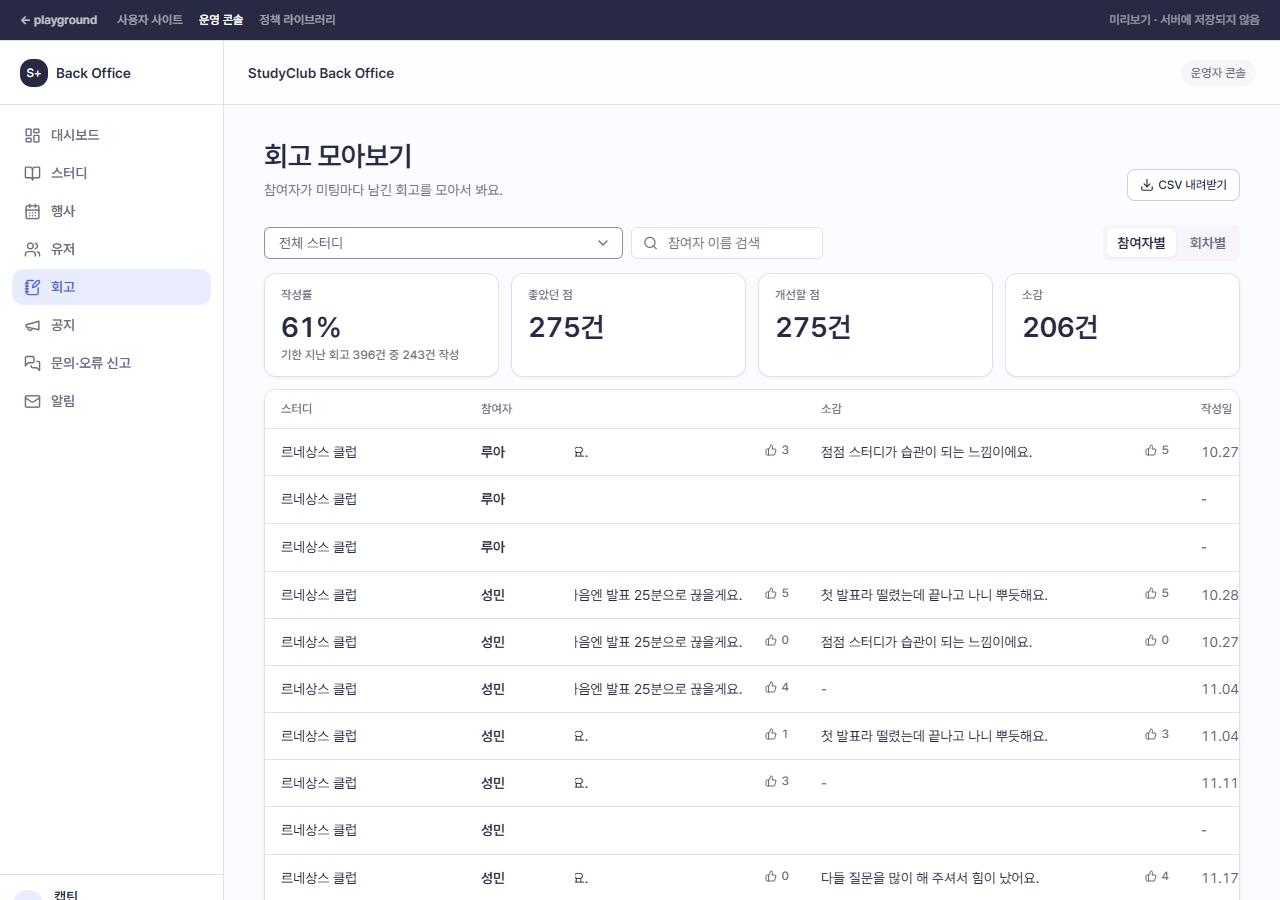 ← playground 사용자 사이트 운영 콘솔 정책 라이브러리 미리보기 · 서버에 저장되지 않음
S+ Back Office
StudyClub Back Office
운영자 콘솔
대시보드
스터디
행사
유저
회고
공지
문의·오류 신고
알림
캡틴
회고 모아보기
참여자가 미팅마다 남긴 회고를 모아서 봐요.
CSV 내려받기
전체 스터디 참여자 이름 검색 참여자별 회차별
작성률
61%
기한 지난 회고 396건 중 243건 작성
좋았던 점
275건
개선할 점
275건
소감
206건
스터디 참여자 소감 작성일
르네상스 클럽 루아 요. 3 점점 스터디가 습관이 되는 느낌이에요. 5 10.27
르네상스 클럽 루아 -
르네상스 클럽 루아 -
르네상스 클럽 성민 음엔 발표 25분으로 끊을게요. 5 첫 발표라 떨렸는데 끝나고 나니 뿌듯해요. 5 10.28
르네상스 클럽 성민 음엔 발표 25분으로 끊을게요. 0 점점 스터디가 습관이 되는 느낌이에요. 0 10.27
르네상스 클럽 성민 음엔 발표 25분으로 끊을게요. 4 - 11.04
르네상스 클럽 성민 요. 1 첫 발표라 떨렸는데 끝나고 나니 뿌듯해요. 3 11.04
르네상스 클럽 성민 요. 3 - 11.11
르네상스 클럽 성민 -
르네상스 클럽 성민 요. 0 다들 질문을 많이 해 주셔서 힘이 났어요. 4 11.17